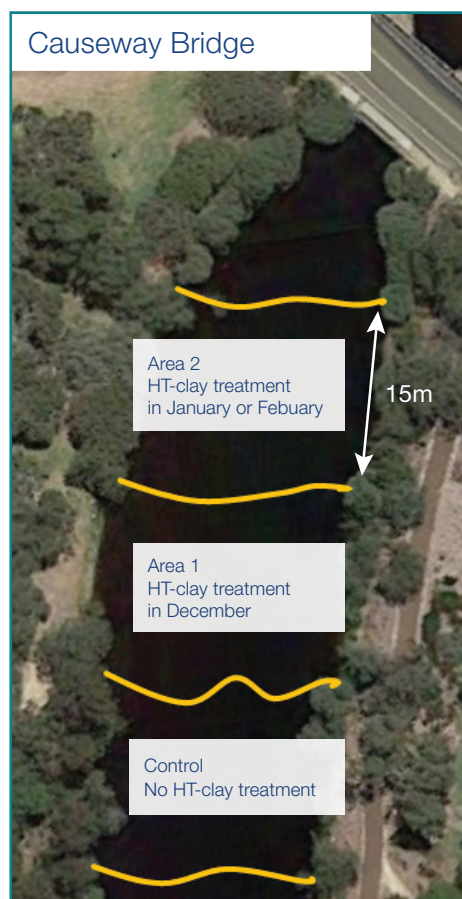 Causeway Bridge
Area 2
HT-clay treatment
in January or Febuary
15m
Area 1
HT-clay treatment
in December
Control
No HT-clay treatment